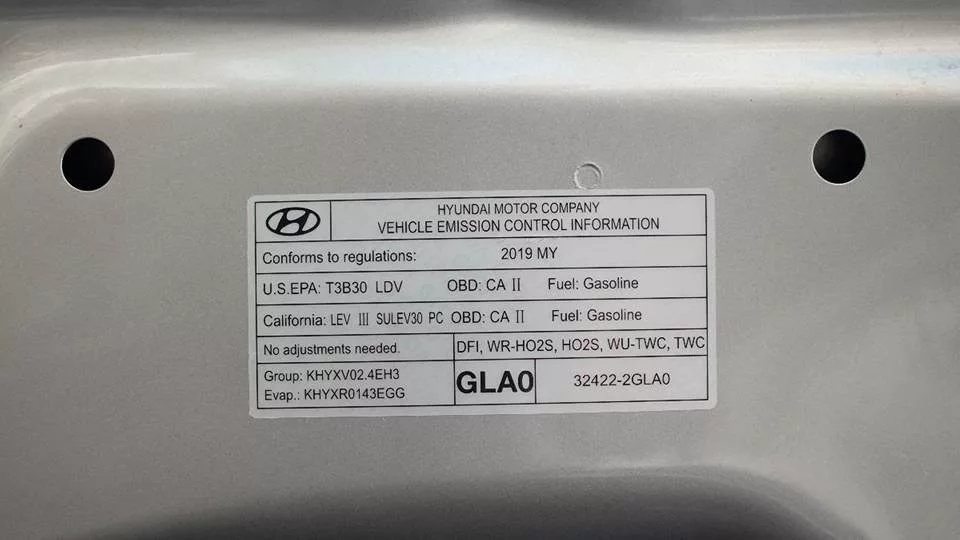 HYUNDAI MOTOR COMPANY
VEHICLE EMISSION CONTROL INFORMATION
Conforms to regulations: 2019 MY
U.S.EPA: T3B30 LDV OBD: CA II Fuel: Gasoline
California: LEV III SULEV30 PC OBD: CA II Fuel: Gasoline
No adjustments needed. DFI, WR-HO2S, HO2S, WU-TWC, TWC
Group: KHYXV02.4EH3
Evap.: KHYXR0143EGG
GLA0 32422-2GLA0